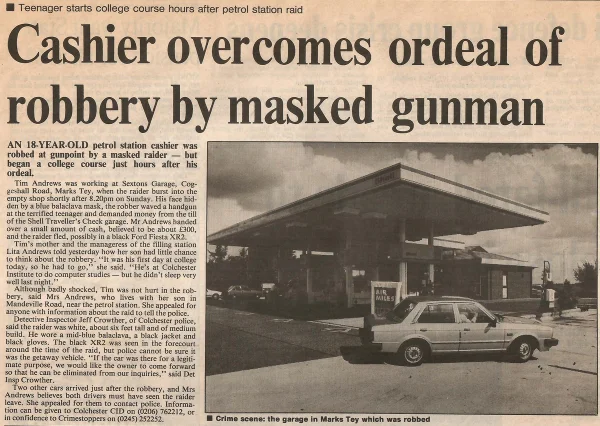 ■ Teenager starts college course hours after petrol station raid
Cashier overcomes ordeal of
robbery by masked gunman
AN 18-YEAR-OLD petrol station cashier was
robbed at gunpoint by a masked raider — but
began a college course just hours after his
ordeal.
Tim Andrews was working at Sextons Garage, Cog-
geshall Road, Marks Tey, when the raider burst into the
empty shop shortly after 8.20pm on Sunday. His face hid-
den by a blue balaclava mask, the robber waved a handgun
at the terrified teenager and demanded money from the till
of the Shell Traveller's Check garage. Mr Andrews handed
over a small amount of cash, believed to be about £300,
and the raider fled, possibly in a black Ford Fiesta XR2.
Tim's mother and the manageress of the filling station
Lita Andrews told yesterday how her son had little chance
to think about the robbery. "It was his first day at college
today, so he had to go," she said. "He's at Colchester
Institute to do computer studies — but he didn't sleep very
well last night."
Although badly shocked, Tim was not hurt in the rob-
bery, said Mrs Andrews, who lives with her son in
Mandeville Road, near the petrol station. She appealed for
anyone with information about the raid to tell the police.
Detective Inspector Jeff Crowther, of Colchester police,
said the raider was white, about six feet tall and of medium
build. He wore a mid-blue balaclava, a black jacket and
black gloves. The black XR2 was seen in the forecourt
around the time of the raid, but police cannot be sure it
was the getaway vehicle. "If the car was there for a legiti-
mate purpose, we would like the owner to come forward
so that he can be eliminated from our inquiries," said Det
Insp Crowther.
Two other cars arrived just after the robbery, and Mrs
Andrews believes both drivers must have seen the raider
leave. She appealed for them to contact police. Informa-
tion can be given to Colchester CID on (0206) 762212, or
in confidence to Crimestoppers on (0245) 252252.
AIR
MILES
■ Crime scene: the garage in Marks Tey which was robbed